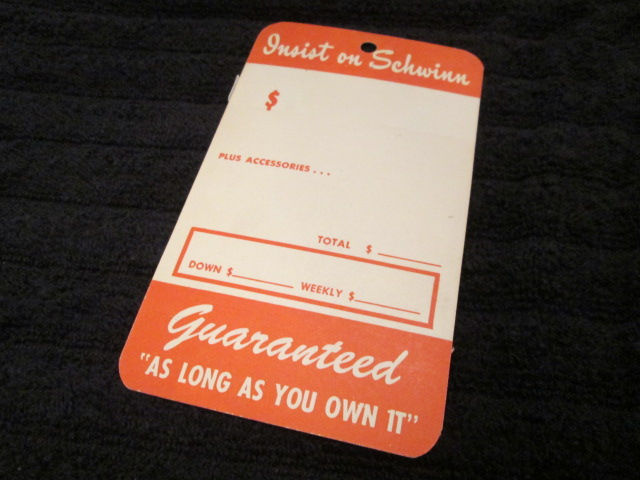 Insist on Schwinn
$
PLUS ACCESSORIES...
TOTAL $
DOWN $ WEEKLY $
Guaranteed
"AS LONG AS YOU OWN IT"